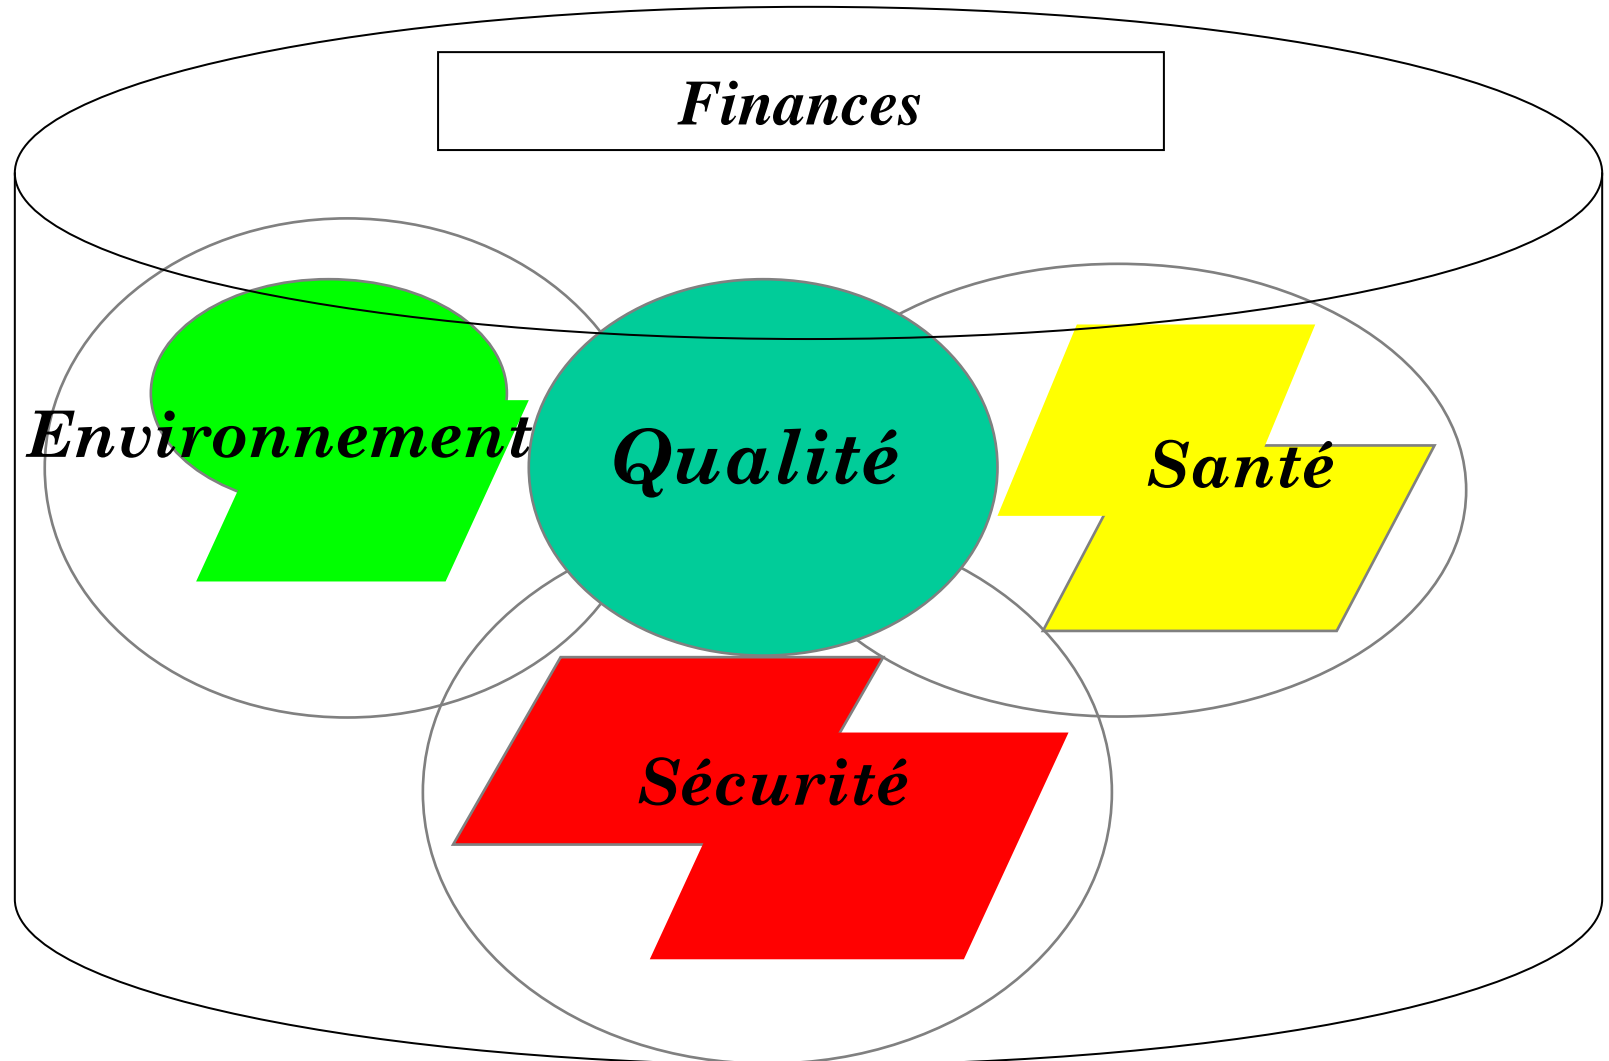 Finances
Environnement
Qualité
Santé
Sécurité